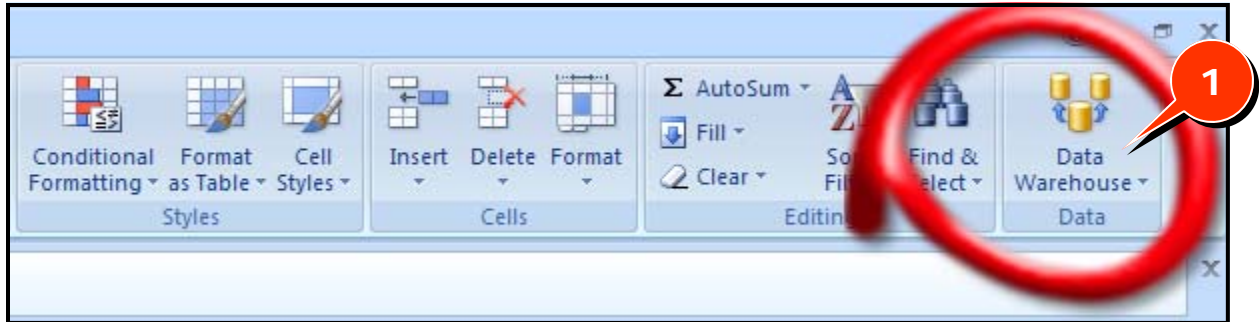 Conditional Formatting
Format as Table
Cell Styles
Styles
Insert
Delete
Format
Cells
Σ AutoSum
Fill
Clear
Find &
Editing
Data Warehouse
Data
1